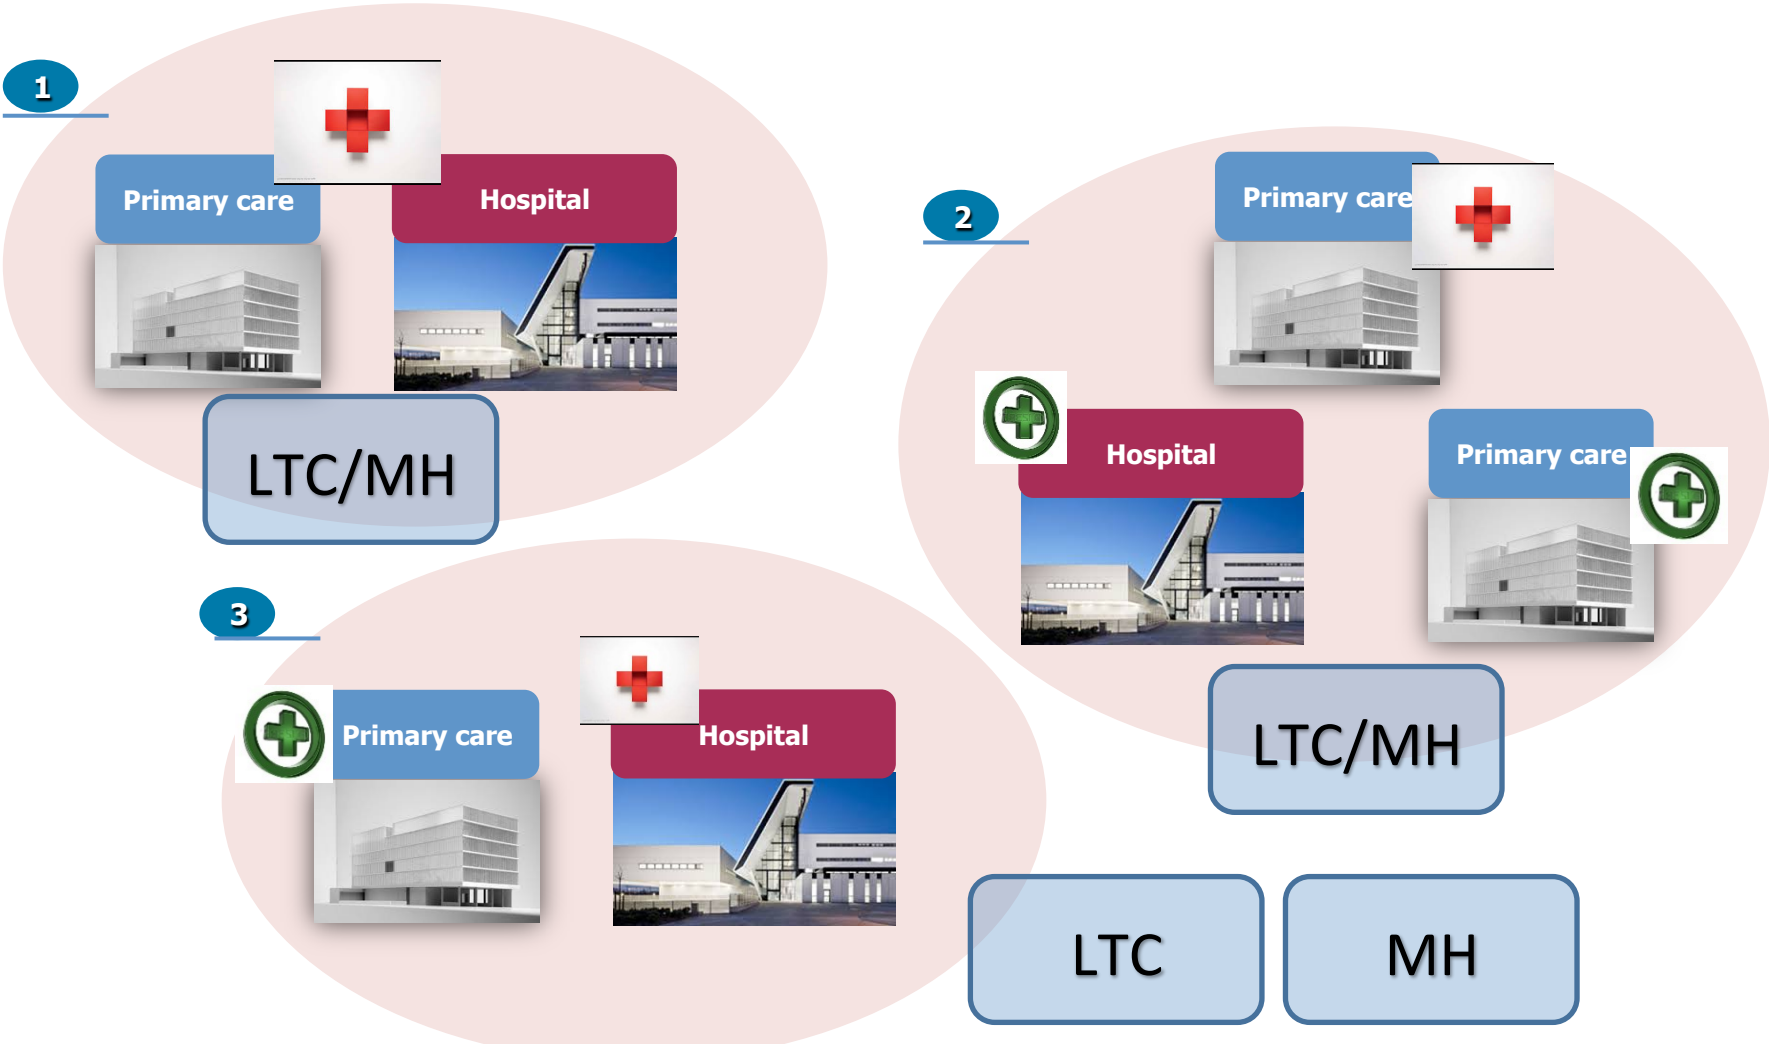 1
Primary care
Hospital
LTC/MH
2
Primary care
Hospital
Primary care
LTC/MH
3
Primary care
Hospital
LTC
MH